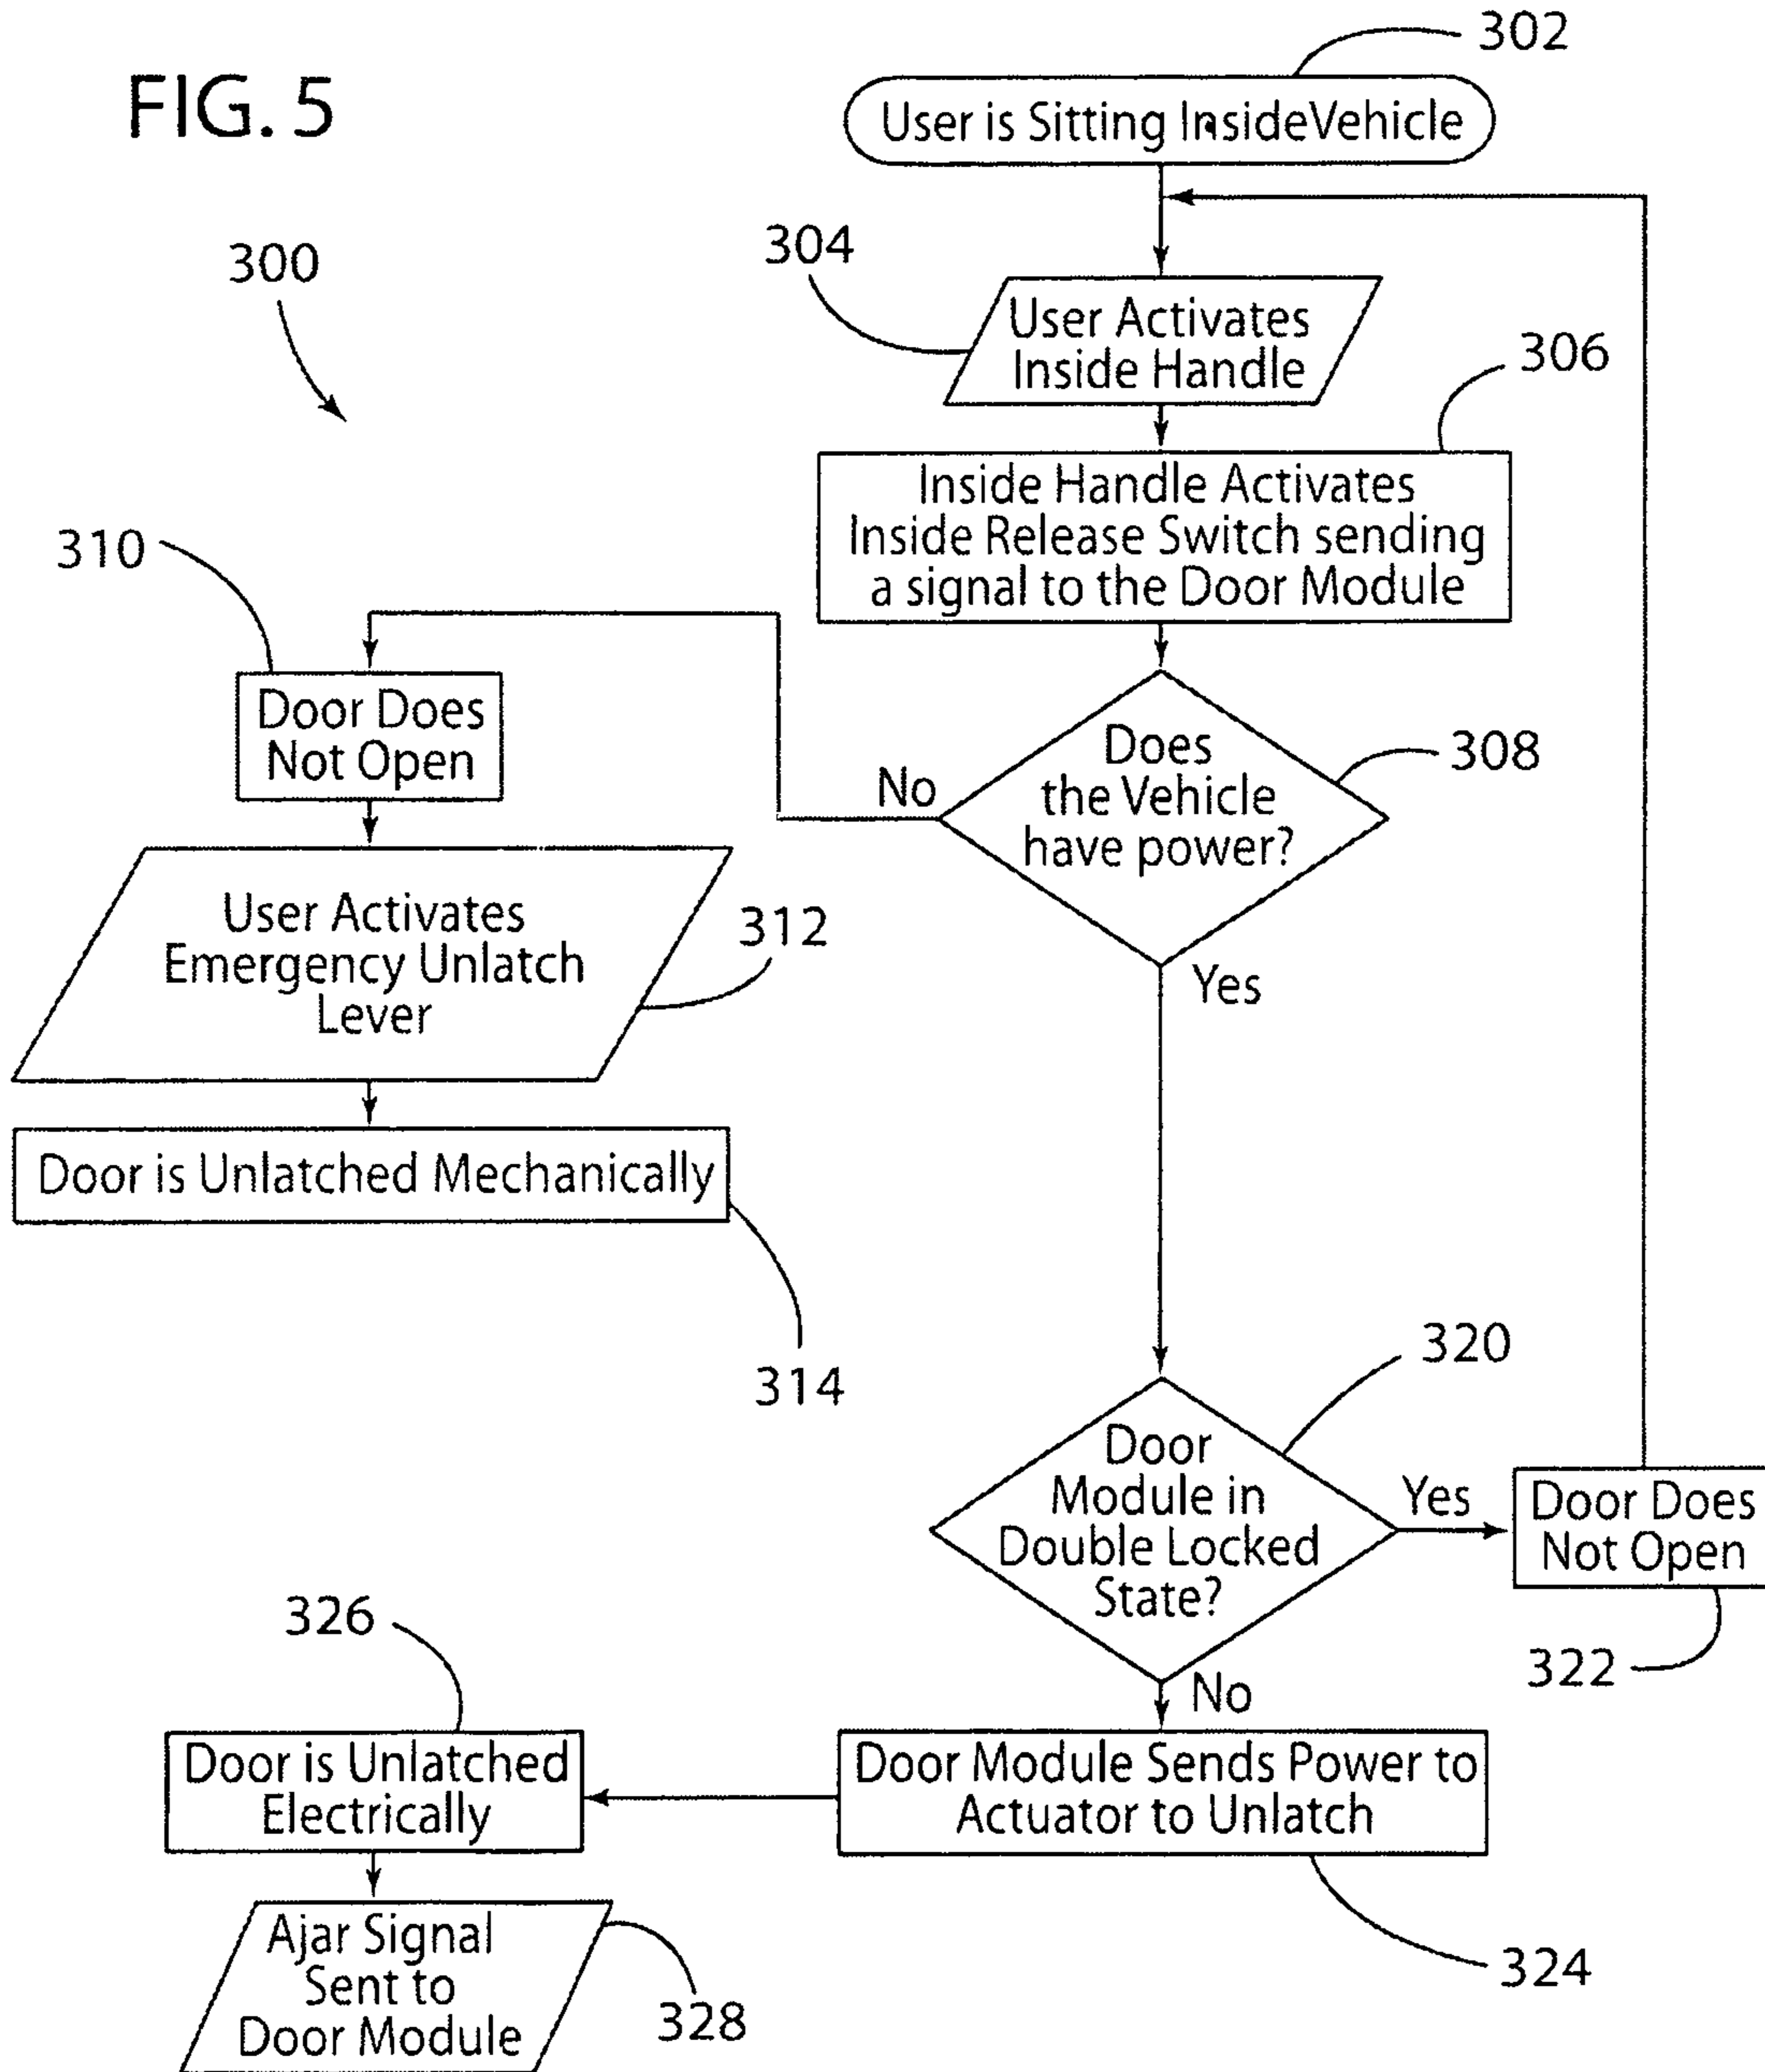 FIG. 5
302
User is Sitting InsideVehicle
300
304
User Activates
Inside Handle
306
Inside Handle Activates
Inside Release Switch sending
a signal to the Door Module
310
Door Does
Not Open
No
Does
the Vehicle
have power?
308
Yes
User Activates
Emergency Unlatch
Lever
312
Door is Unlatched Mechanically
314
320
Door
Module in
Double Locked
State?
Yes
Door Does
Not Open
322
No
326
Door is Unlatched
Electrically
Door Module Sends Power to
Actuator to Unlatch
324
Ajar Signal
Sent to
Door Module
328